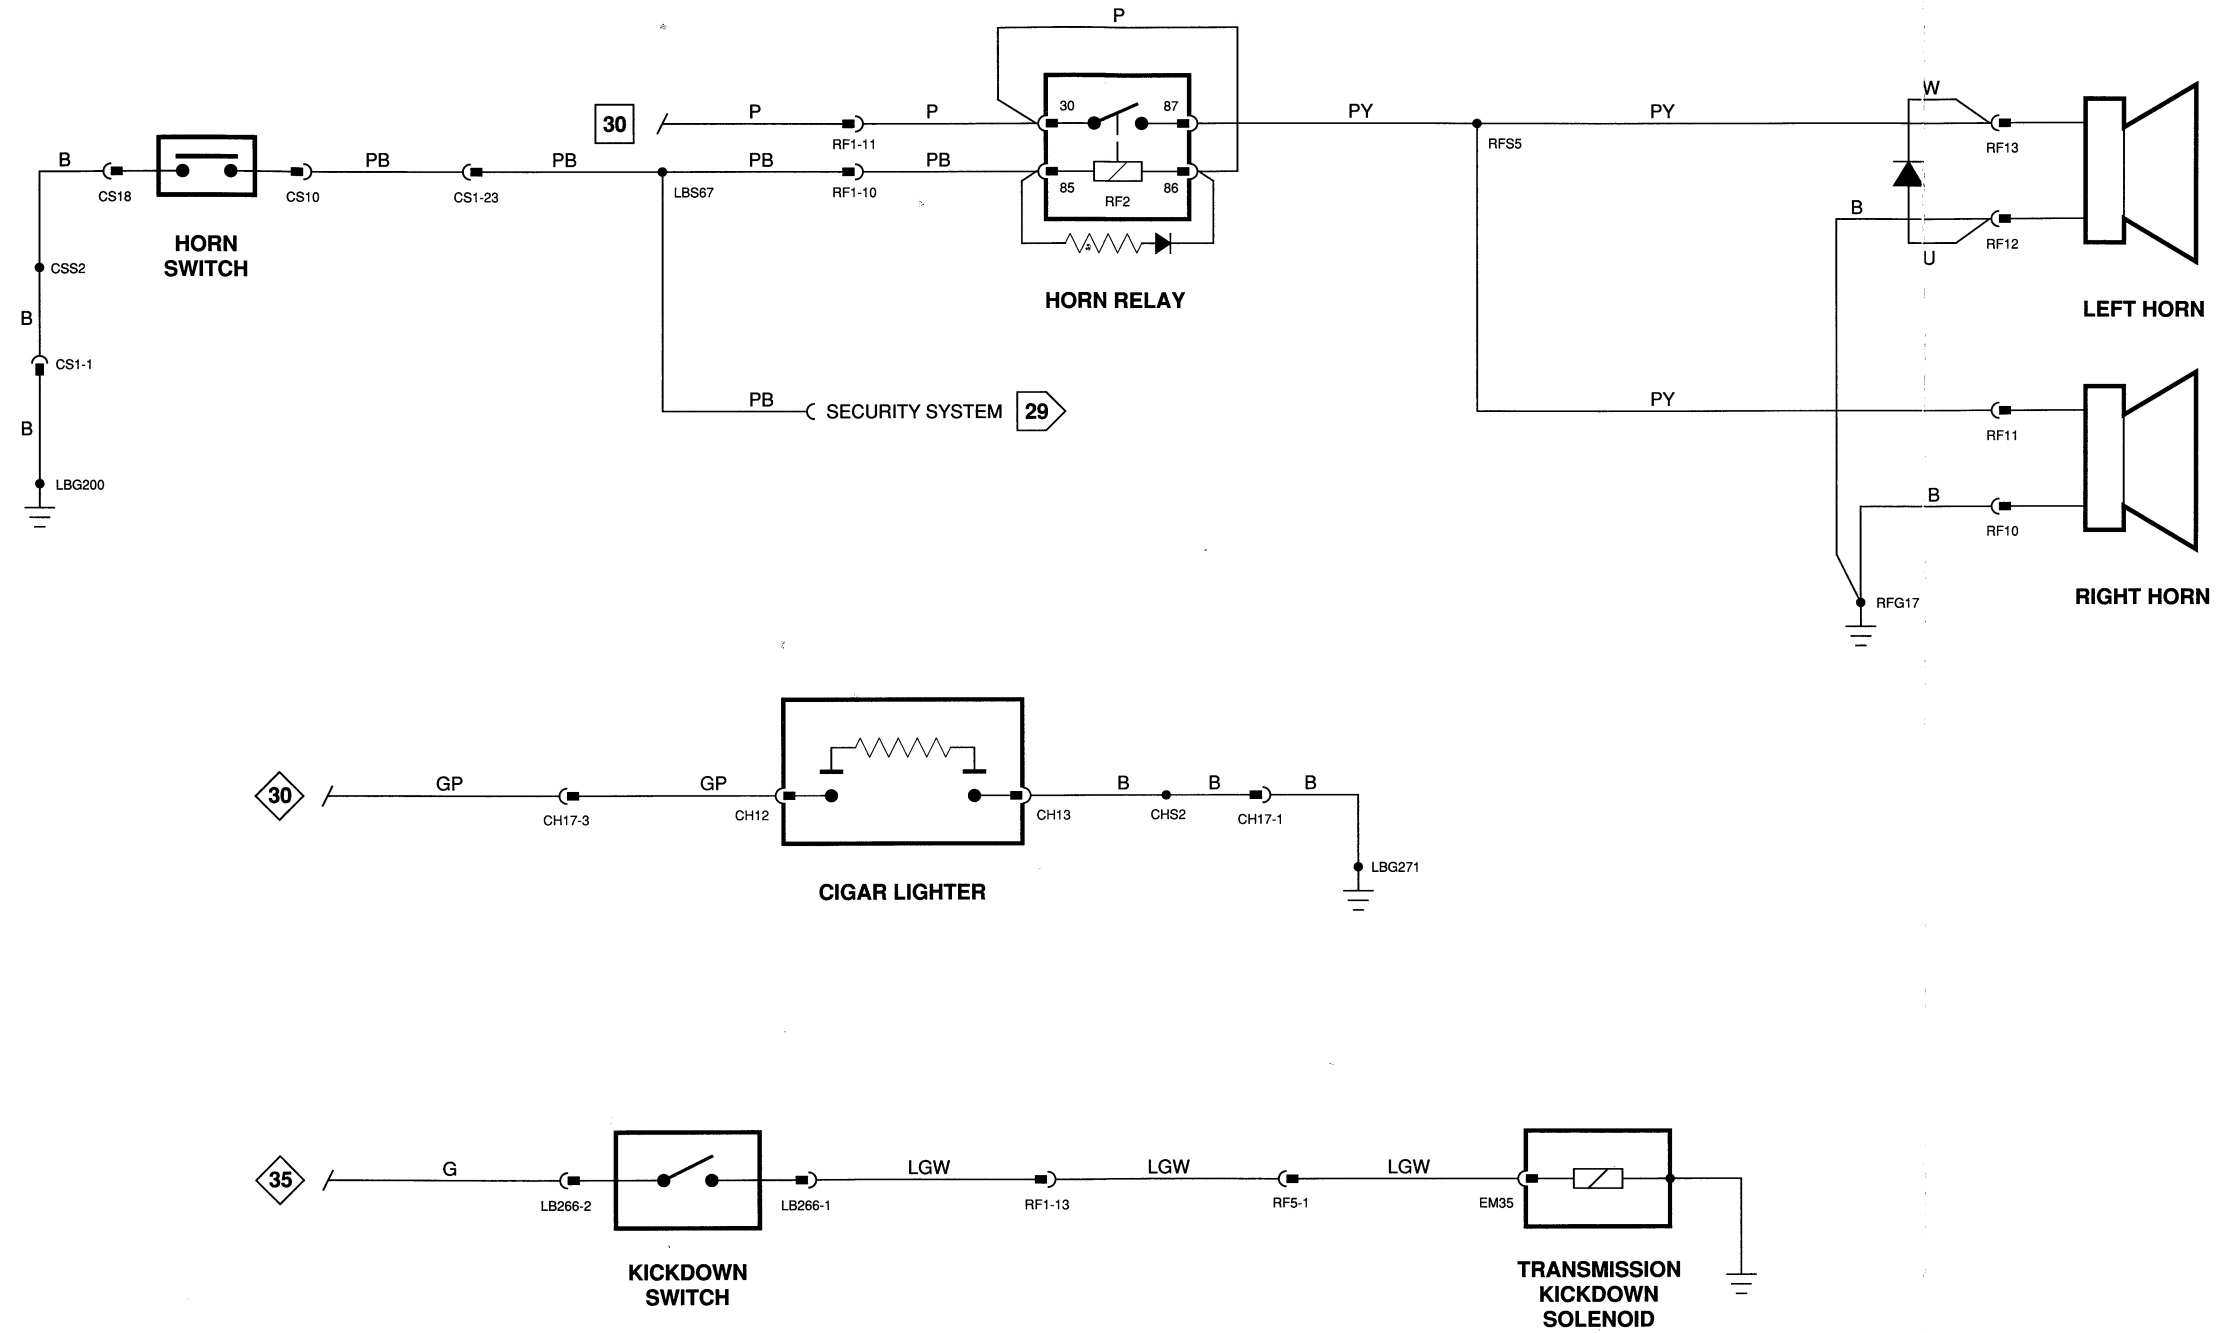 P
30
P
P
30
87
PY
PY
W
RF1-11
RFS5
RF13
B
PB
PB
PB
PB
CS18
CS10
CS1-23
LBS67
RF1-10
85
86
RF2
B
RF12
U
HORN
SWITCH
CSS2
HORN RELAY
LEFT HORN
B
CS1-1
PB
SECURITY SYSTEM
29
PY
RF11
B
LBG200
B
RF10
RIGHT HORN
RFG17
30
GP
GP
B
B
B
CH17-3
CH12
CH13
CHS2
CH17-1
LBG271
CIGAR LIGHTER
35
G
LGW
LGW
LGW
LB266-2
LB266-1
RF1-13
RF5-1
EM35
KICKDOWN
SWITCH
TRANSMISSION
KICKDOWN
SOLENOID